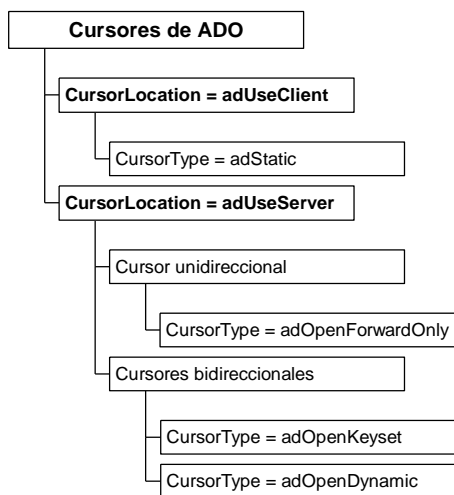 Cursores de ADO
CursorLocation = adUseClient
CursorType = adStatic
CursorLocation = adUseServer
Cursor unidireccional
CursorType = adOpenForwardOnly
Cursores bidireccionales
CursorType = adOpenKeyset
CursorType = adOpenDynamic